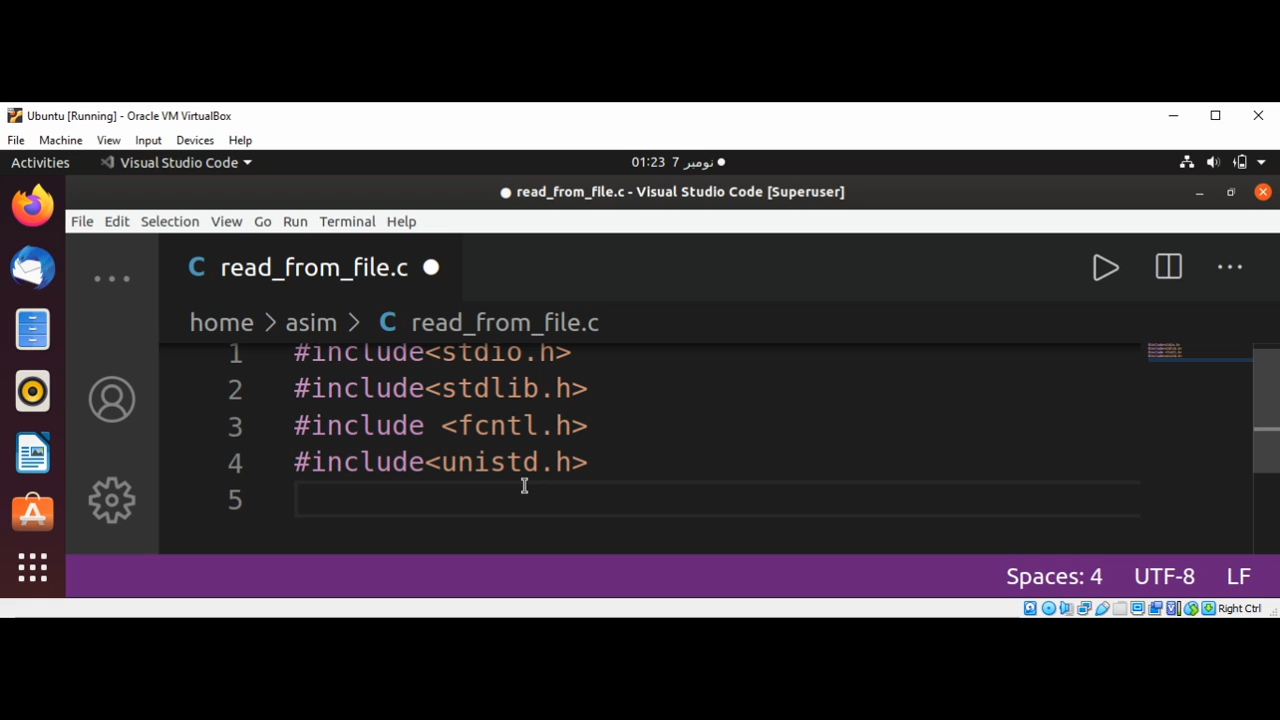 Ubuntu [Running] - Oracle VM VirtualBox
File Machine View Input Devices Help
Activities Visual Studio Code 01:23 7 نومبر
read_from_file.c - Visual Studio Code [Superuser]
File Edit Selection View Go Run Terminal Help
C read_from_file.c
home > asim > C read_from_file.c
1 #include<stdio.h>
2 #include<stdlib.h>
3 #include <fcntl.h>
4 #include<unistd.h>
5
Spaces: 4 UTF-8 LF
Right Ctrl